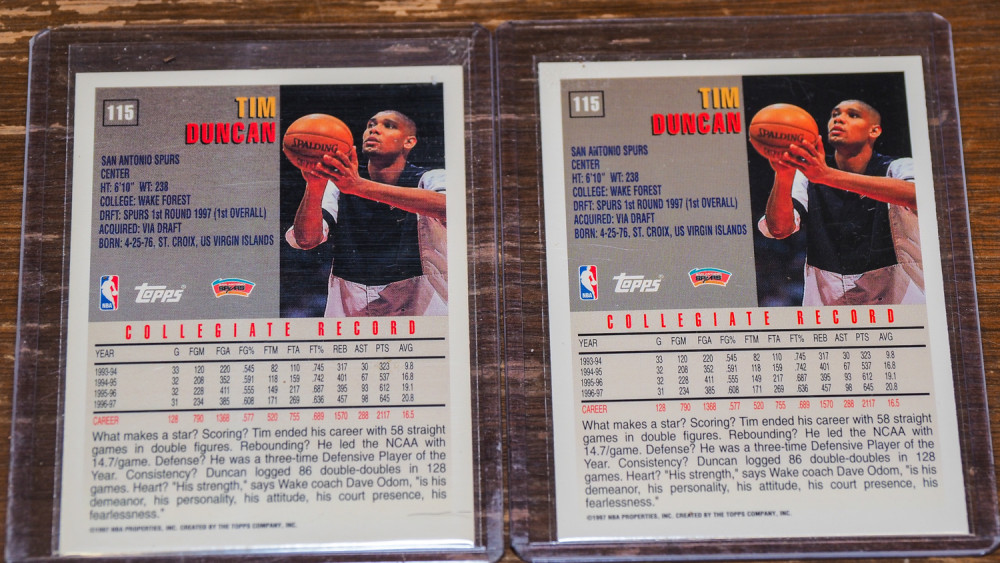 115
TIM
DUNCAN
SPALDING
SAN ANTONIO SPURS
CENTER
HT: 6'10" WT: 238
COLLEGE: WAKE FOREST
DRFT: SPURS 1st ROUND 1997 (1st OVERALL)
ACQUIRED: VIA DRAFT
BORN: 4-25-76, ST. CROIX, US VIRGIN ISLANDS
NBA
Topps
SPURS
COLLEGIATE RECORD
YEAR G FGM FGA FG% FTM FTA FT% REB AST PTS AVG
1993-94 33 120 220 .545 82 110 .745 317 30 323 9.8
1994-95 32 208 352 .591 118 159 .742 401 67 537 16.8
1995-96 32 228 411 .555 149 217 .687 395 93 612 19.1
1996-97 31 234 385 .608 171 269 .636 457 98 645 20.8
CAREER 128 790 1368 .577 520 755 .689 1570 288 2117 16.5
What makes a star? Scoring? Tim ended his career with 58 straight
games in double figures. Rebounding? He led the NCAA with
14.7/game. Defense? He was a three-time Defensive Player of the
Year. Consistency? Duncan logged 86 double-doubles in 128
games. Heart? "His strength," says Wake coach Dave Odom, "is his
demeanor, his personality, his attitude, his court presence, his
fearlessness."
©1997 NBA PROPERTIES, INC. CREATED BY THE TOPPS COMPANY, INC.
115
TIM
DUNCAN
SPALDING
SAN ANTONIO SPURS
CENTER
HT: 6'10" WT: 238
COLLEGE: WAKE FOREST
DRFT: SPURS 1st ROUND 1997 (1st OVERALL)
ACQUIRED: VIA DRAFT
BORN: 4-25-76, ST. CROIX, US VIRGIN ISLANDS
NBA
Topps
SPURS
COLLEGIATE RECORD
YEAR G FGM FGA FG% FTM FTA FT% REB AST PTS AVG
1993-94 33 120 220 .545 82 110 .745 317 30 323 9.8
1994-95 32 208 352 .591 118 159 .742 401 67 537 16.8
1995-96 32 228 411 .555 149 217 .687 395 93 612 19.1
1996-97 31 234 385 .608 171 269 .636 457 98 645 20.8
CAREER 128 790 1368 .577 520 755 .689 1570 288 2117 16.5
What makes a star? Scoring? Tim ended his career with 58 straight
games in double figures. Rebounding? He led the NCAA with
14.7/game. Defense? He was a three-time Defensive Player of the
Year. Consistency? Duncan logged 86 double-doubles in 128
games. Heart? "His strength," says Wake coach Dave Odom, "is his
demeanor, his personality, his attitude, his court presence, his
fearlessness."
©1997 NBA PROPERTIES, INC. CREATED BY THE TOPPS COMPANY, INC.